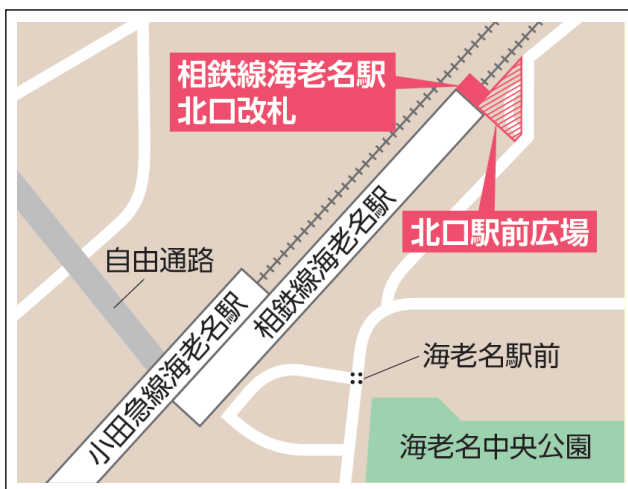 相鉄線海老名駅
北口改札
北口駅前広場
自由通路
相鉄線海老名駅
小田急線海老名駅
海老名駅前
海老名中央公園